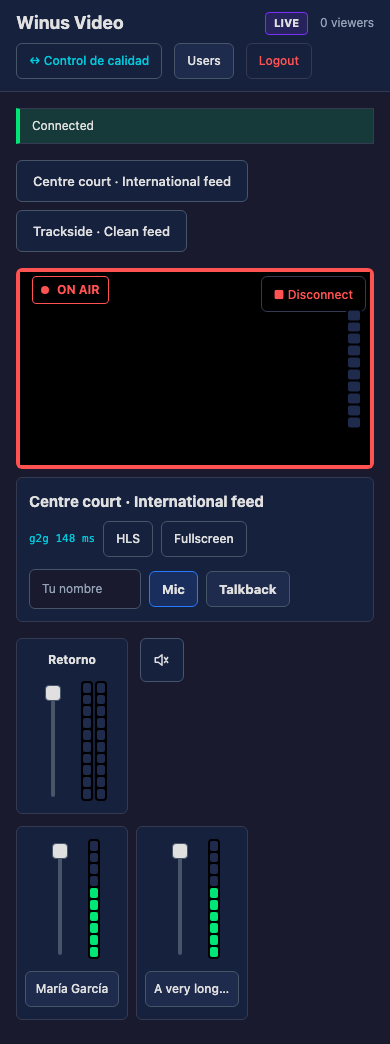 Winus Video
LIVE
0 viewers
↔ Control de calidad
Users
Logout
Connected
Centre court · International feed
Trackside · Clean feed
ON AIR
Disconnect
Centre court · International feed
g2g 148 ms
HLS
Fullscreen
Tu nombre
Mic
Talkback
Retorno
María García
A very long...